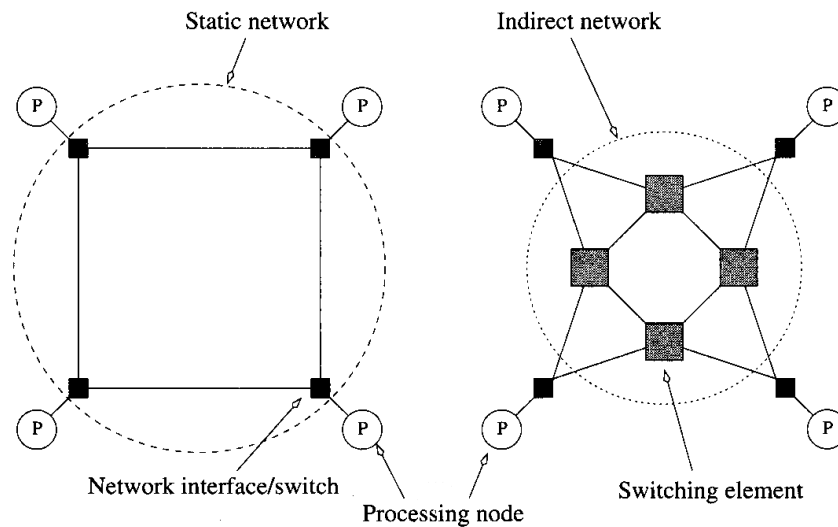 Static network
Indirect network
P
P
P
P
P
P
P
P
Network interface/switch
Processing node
Switching element